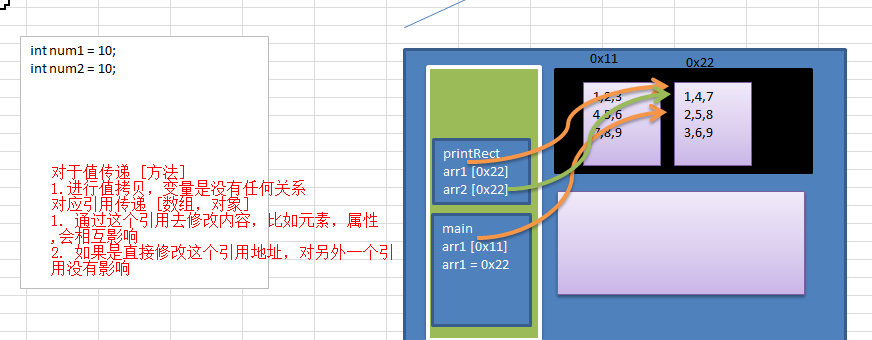 int num1 = 10;
int num2 = 10;
对于值传递 [方法]
1.进行值拷贝，变量是没有任何关系
对应引用传递 [数组，对象]
1. 通过这个引用去修改内容，比如元素，属性
,会相互影响
2. 如果是直接修改这个引用地址，对另外一个引
用没有影响
0x11
0x22
1,2,3
4,5,6
7,8,9
1,4,7
2,5,8
3,6,9
printRect
arr1 [0x22]
arr2 [0x22]
main
arr1 [0x11]
arr1 = 0x22